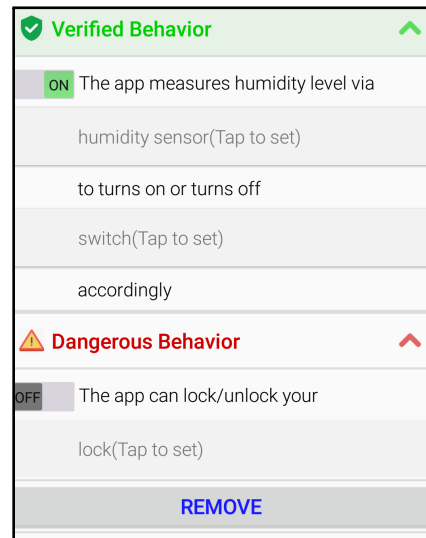 Verified Behavior
ON The app measures humidity level via
humidity sensor(Tap to set)
to turns on or turns off
switch(Tap to set)
accordingly
Dangerous Behavior
OFF The app can lock/unlock your
lock(Tap to set)
REMOVE